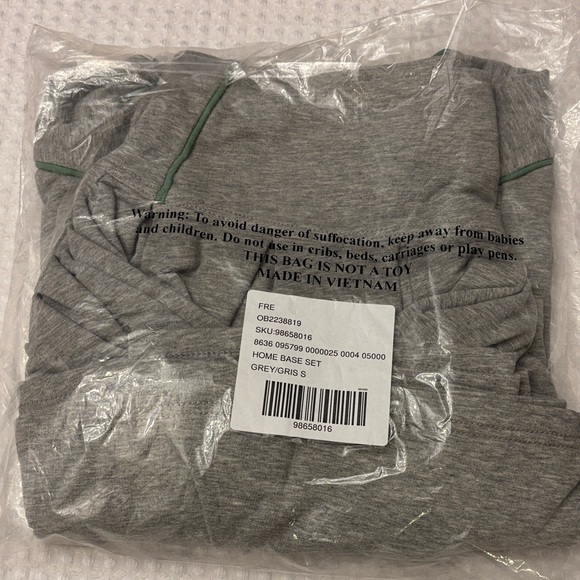 Warning: To avoid danger of suffocation, keep away from babies
and children. Do not use in cribs, beds, carriages or play pens.
THIS BAG IS NOT A TOY
MADE IN VIETNAM
FRE
OB2238819
SKU:98658016
8636 095799 0000025 0004 05000
HOME BASE SET
GREY/GRIS S
98658016